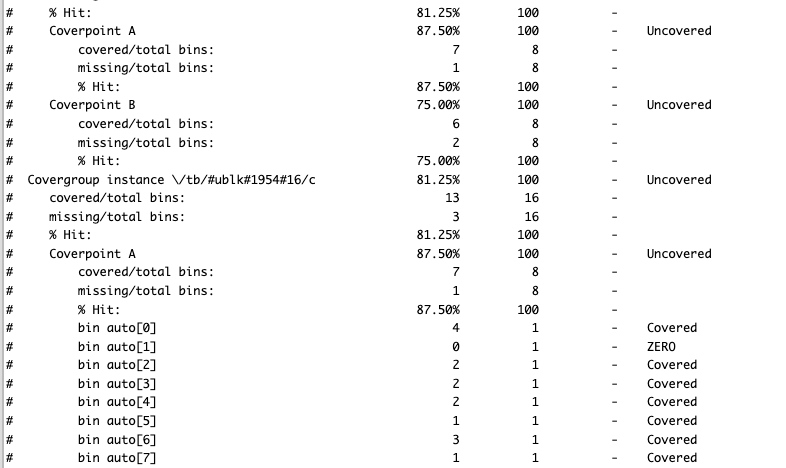 #     % Hit:                                         81.25%        100          -
#     Coverpoint A                                   87.50%        100          -    Uncovered
#         covered/total bins:                             7          8          -
#         missing/total bins:                             1          8          -
#         % Hit:                                     87.50%        100          -
#     Coverpoint B                                   75.00%        100          -    Uncovered
#         covered/total bins:                             6          8          -
#         missing/total bins:                             2          8          -
#         % Hit:                                     75.00%        100          -
#  Covergroup instance \/tb/#ublk#1954#16/c          81.25%        100          -    Uncovered
#     covered/total bins:                                13         16          -
#     missing/total bins:                                 3         16          -
#     % Hit:                                         81.25%        100          -
#     Coverpoint A                                   87.50%        100          -    Uncovered
#         covered/total bins:                             7          8          -
#         missing/total bins:                             1          8          -
#         % Hit:                                     87.50%        100          -
#         bin auto[0]                                     4          1          -    Covered
#         bin auto[1]                                     0          1          -    ZERO
#         bin auto[2]                                     2          1          -    Covered
#         bin auto[3]                                     2          1          -    Covered
#         bin auto[4]                                     2          1          -    Covered
#         bin auto[5]                                     1          1          -    Covered
#         bin auto[6]                                     3          1          -    Covered
#         bin auto[7]                                     1          1          -    Covered